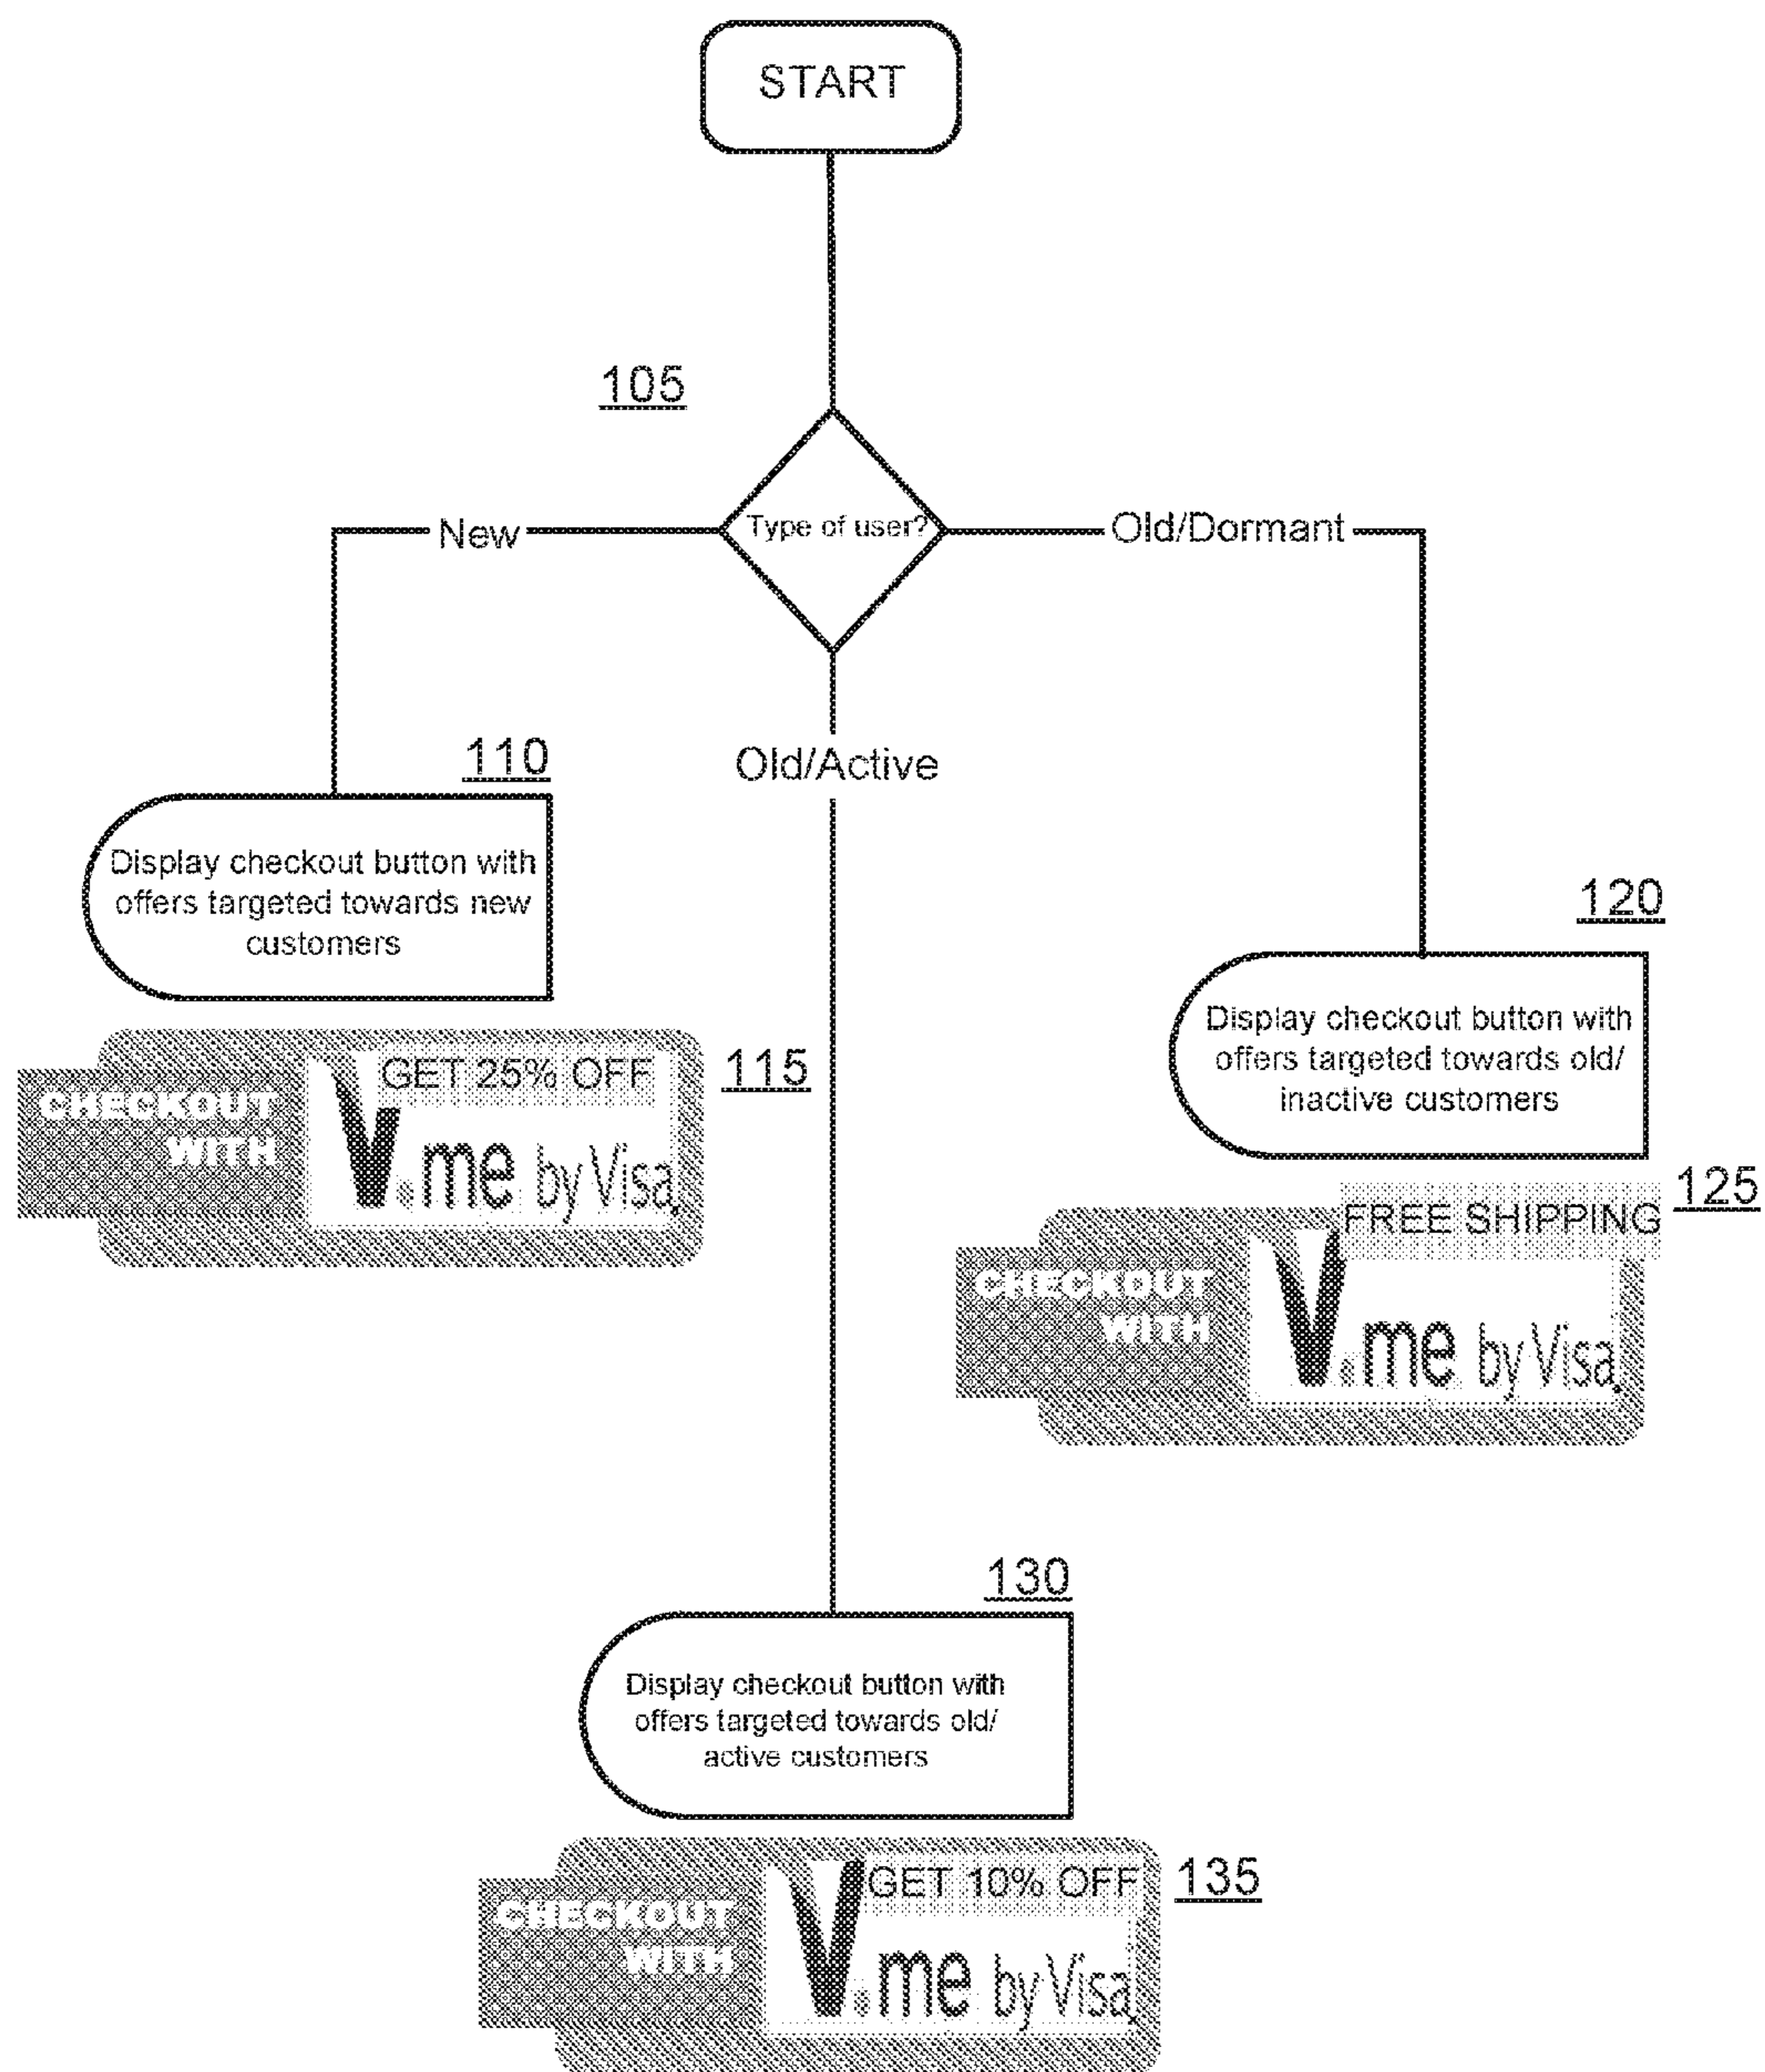 START
105
Type of user?
New
Old/Dormant
Old/Active
110
Display checkout button with
offers targeted towards new
customers
115
GET 25% OFF
CHECKOUT
WITH
V.me by Visa
120
Display checkout button with
offers targeted towards old/
inactive customers
125
FREE SHIPPING
CHECKOUT
WITH
V.me by Visa
130
Display checkout button with
offers targeted towards old/
active customers
135
GET 10% OFF
CHECKOUT
WITH
V.me by Visa